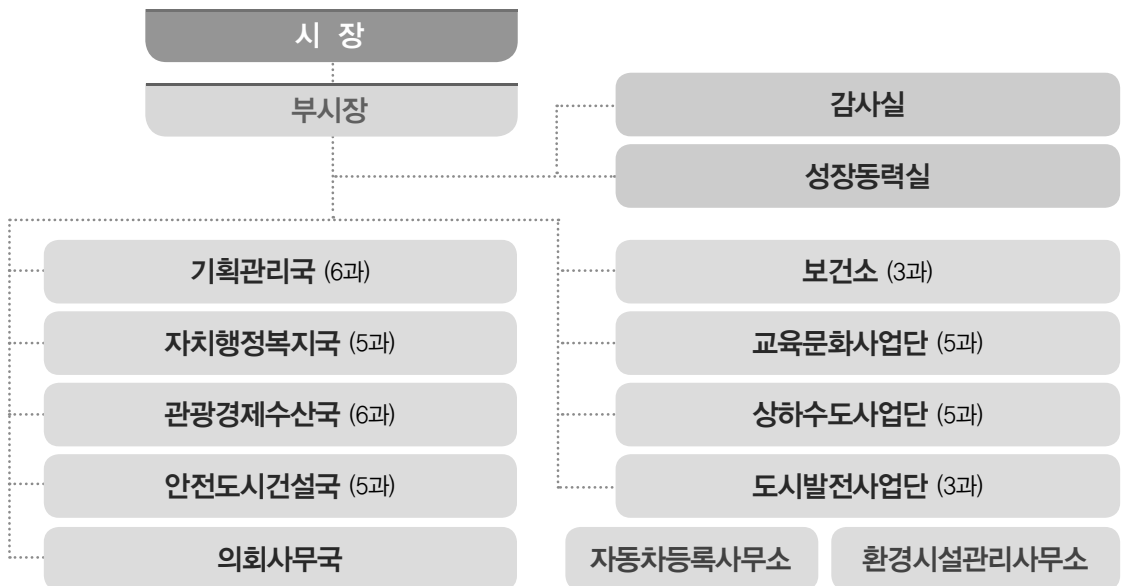 시 장
부시장
감사실
성장동력실
기획관리국 (6과)
자치행정복지국 (5과)
관광경제수산국 (6과)
안전도시건설국 (5과)
의회사무국
보건소 (3과)
교육문화사업단 (5과)
상하수도사업단 (5과)
도시발전사업단 (3과)
자동차등록사무소
환경시설관리사무소